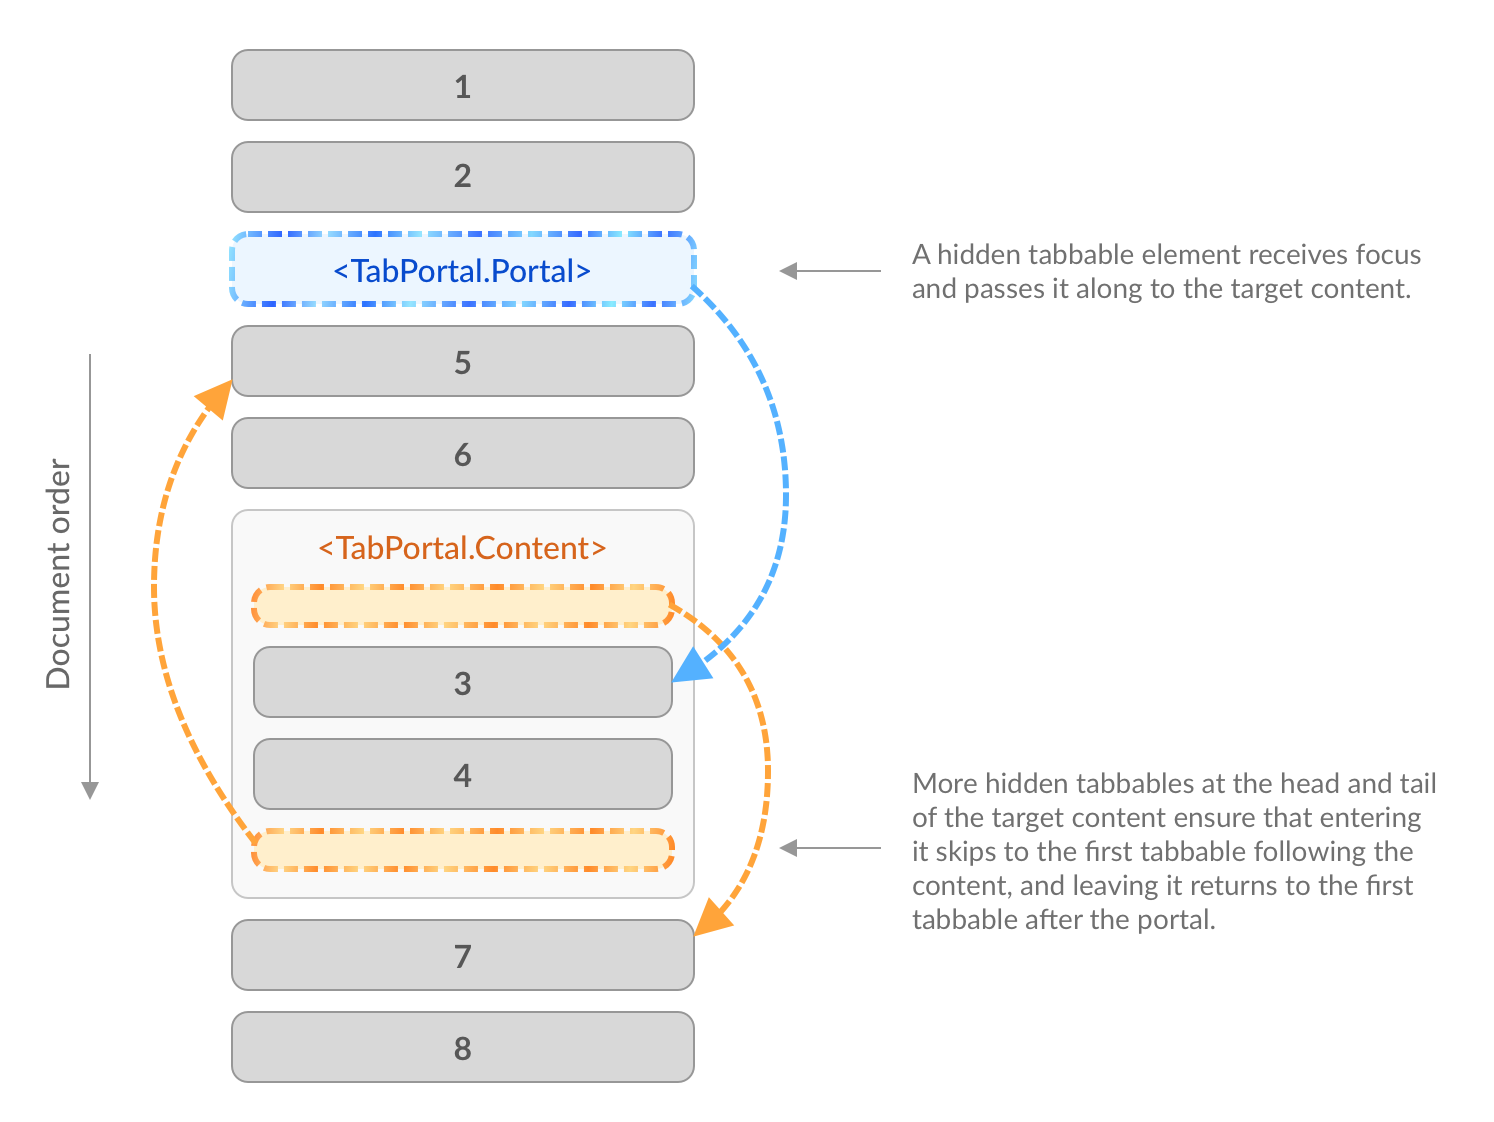 1
2
<TabPortal.Portal>
A hidden tabbable element receives focus
and passes it along to the target content.
5
6
Document order
<TabPortal.Content>
3
4
More hidden tabbables at the head and tail
of the target content ensure that entering
it skips to the first tabbable following the
content, and leaving it returns to the first
tabbable after the portal.
7
8